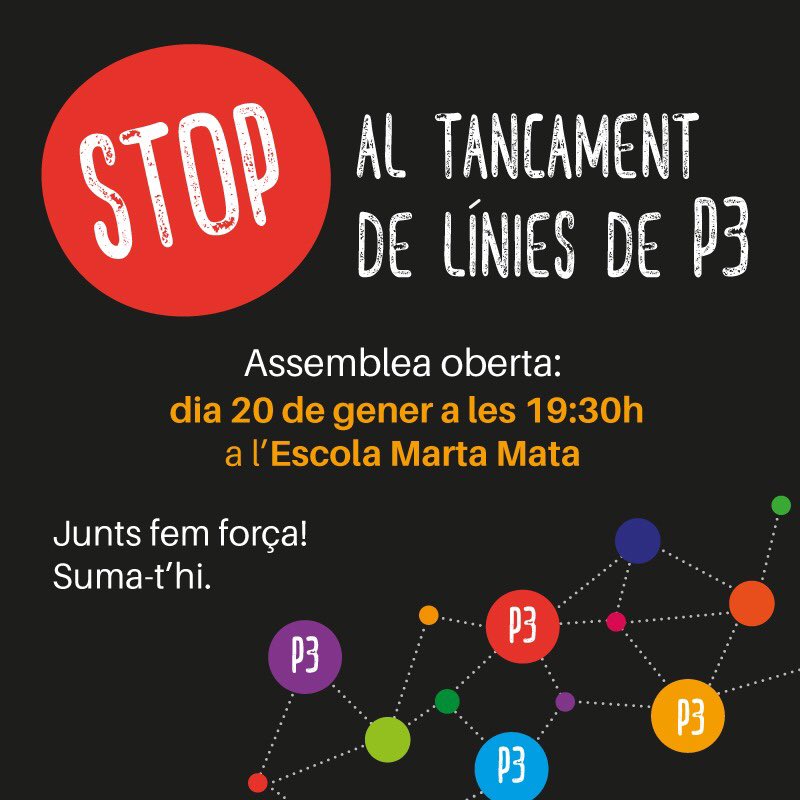 STOP
AL TANCAMENT
DE LÍNIES DE P3
Assemblea oberta:
dia 20 de gener a les 19:30h
a l’Escola Marta Mata
Junts fem força!
Suma-t’hi.
P3
P3
P3
P3